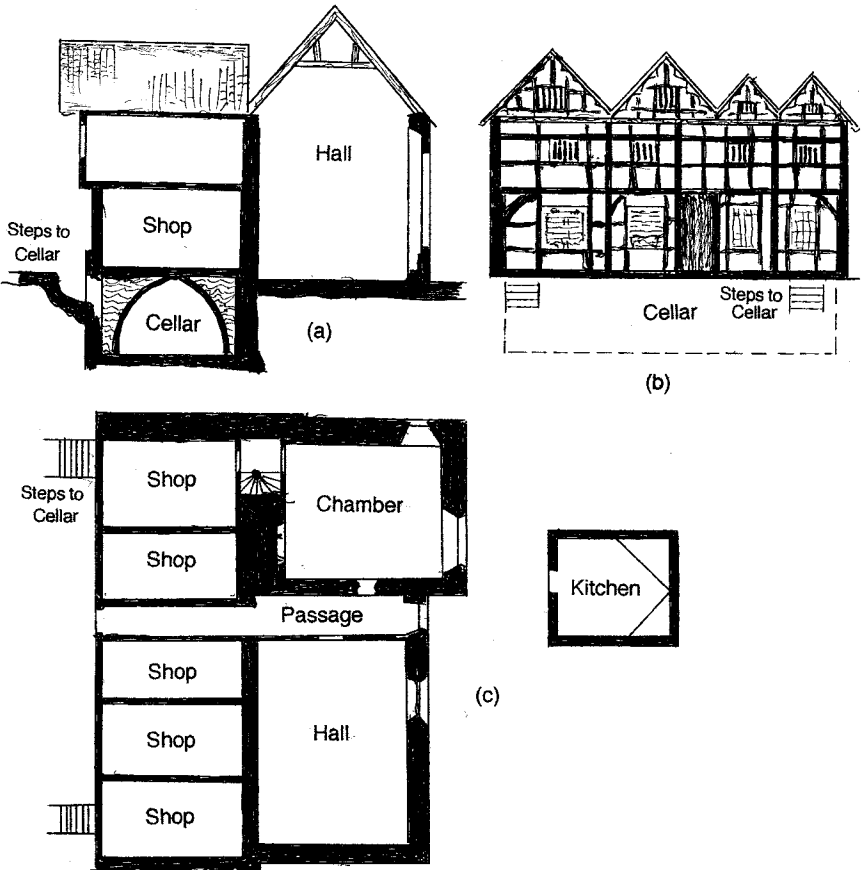 Hall
Shop
Steps to
Cellar
Cellar
(a)
Cellar
Steps to
Cellar
(b)
Shop
Steps to
Cellar
Chamber
Shop
Kitchen
Passage
Shop
(c)
Shop
Hall
Shop